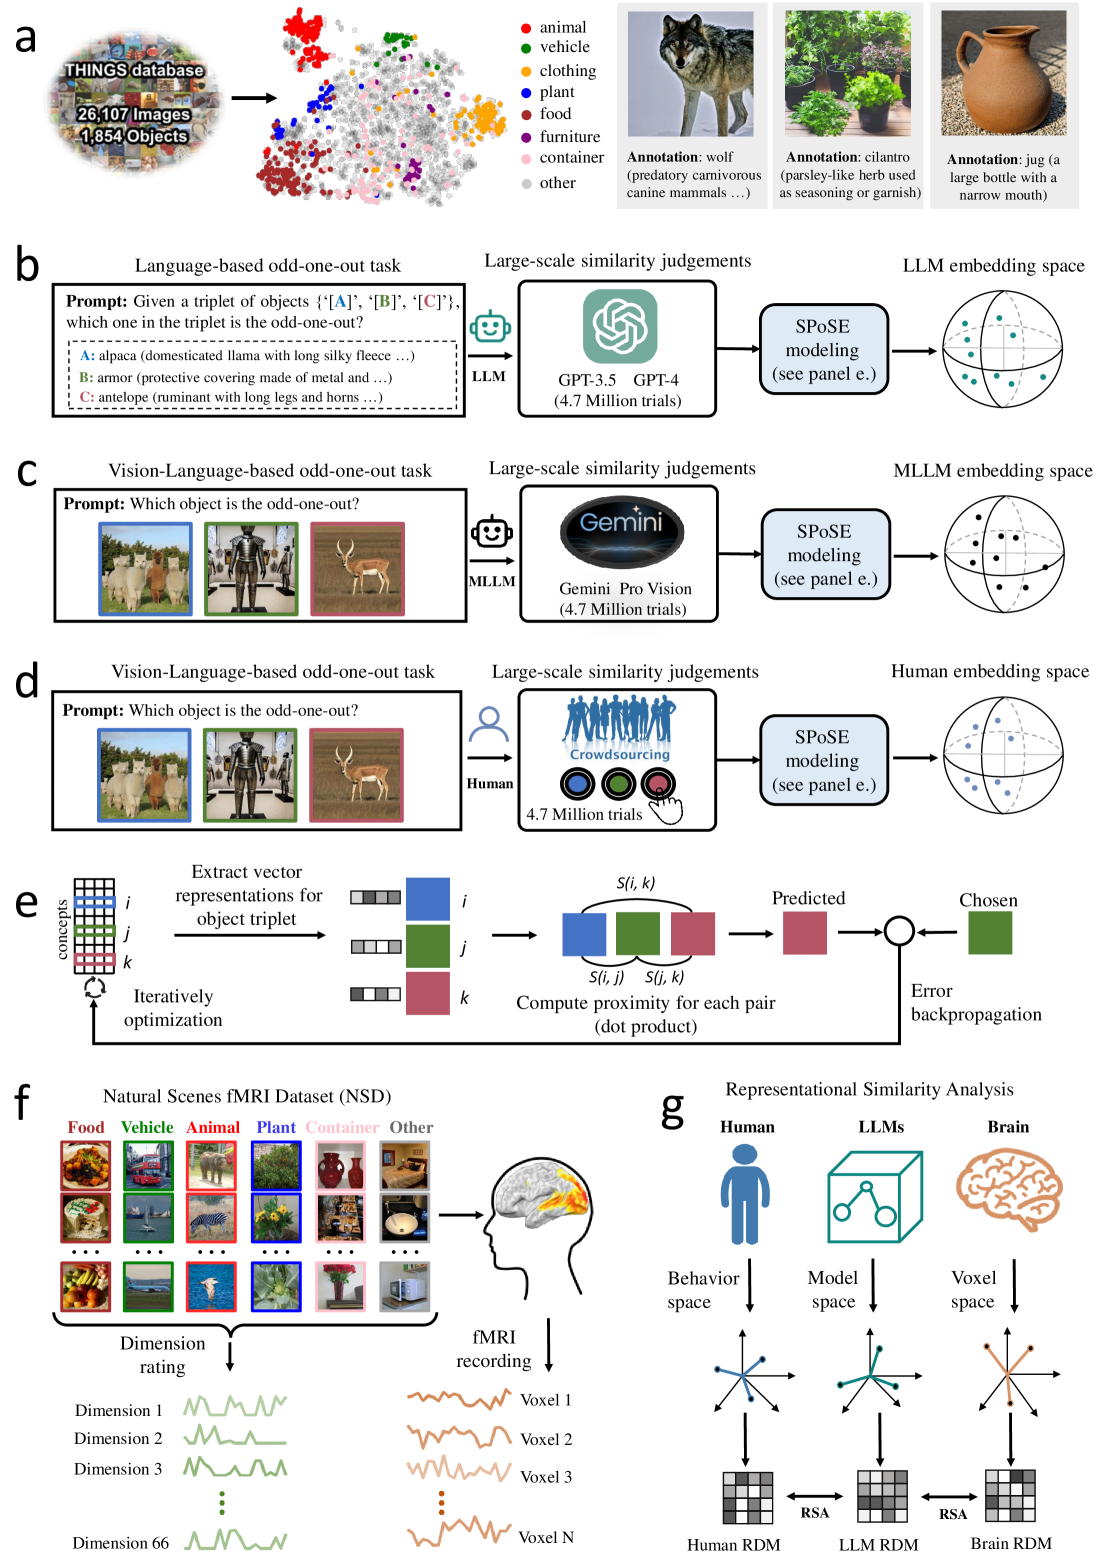 a
THINGS database
26,107 Images
1,854 Objects
animal
vehicle
clothing
plant
food
furniture
container
other
Annotation: wolf
(predatory carnivorous
canine mammals ...)
Annotation: cilantro
(parsley-like herb used
as seasoning or garnish)
Annotation: jug (a
large bottle with a
narrow mouth)
b
Language-based odd-one-out task
Prompt: Given a triplet of objects {‘[A]’, ‘[B]’, ‘[C]’},
which one in the triplet is the odd-one-out?
A: alpaca (domesticated llama with long silky fleece ...)
B: armor (protective covering made of metal and ...)
C: antelope (ruminant with long legs and horns ...)
LLM
Large-scale similarity judgements
GPT-3.5 GPT-4
(4.7 Million trials)
SPoSE
modeling
(see panel e.)
LLM embedding space
c
Vision-Language-based odd-one-out task
Prompt: Which object is the odd-one-out?
MLLM
Large-scale similarity judgements
Gemini
Gemini Pro Vision
(4.7 Million trials)
SPoSE
modeling
(see panel e.)
MLLM embedding space
d
Vision-Language-based odd-one-out task
Prompt: Which object is the odd-one-out?
Human
Large-scale similarity judgements
Crowdsourcing
4.7 Million trials
SPoSE
modeling
(see panel e.)
Human embedding space
e
concepts
i
j
k
Iteratively
optimization
Extract vector
representations for
object triplet
i
j
k
S(i, k)
S(i, j)
S(j, k)
Compute proximity for each pair
(dot product)
Predicted
Chosen
Error
backpropagation
f
Natural Scenes fMRI Dataset (NSD)
Food Vehicle Animal Plant Container Other
Dimension
rating
fMRI
recording
Dimension 1
Dimension 2
Dimension 3
Dimension 66
Voxel 1
Voxel 2
Voxel 3
Voxel N
g
Representational Similarity Analysis
Human LLMs Brain
Behavior
space
Model
space
Voxel
space
RSA
RSA
Human RDM
LLM RDM
Brain RDM